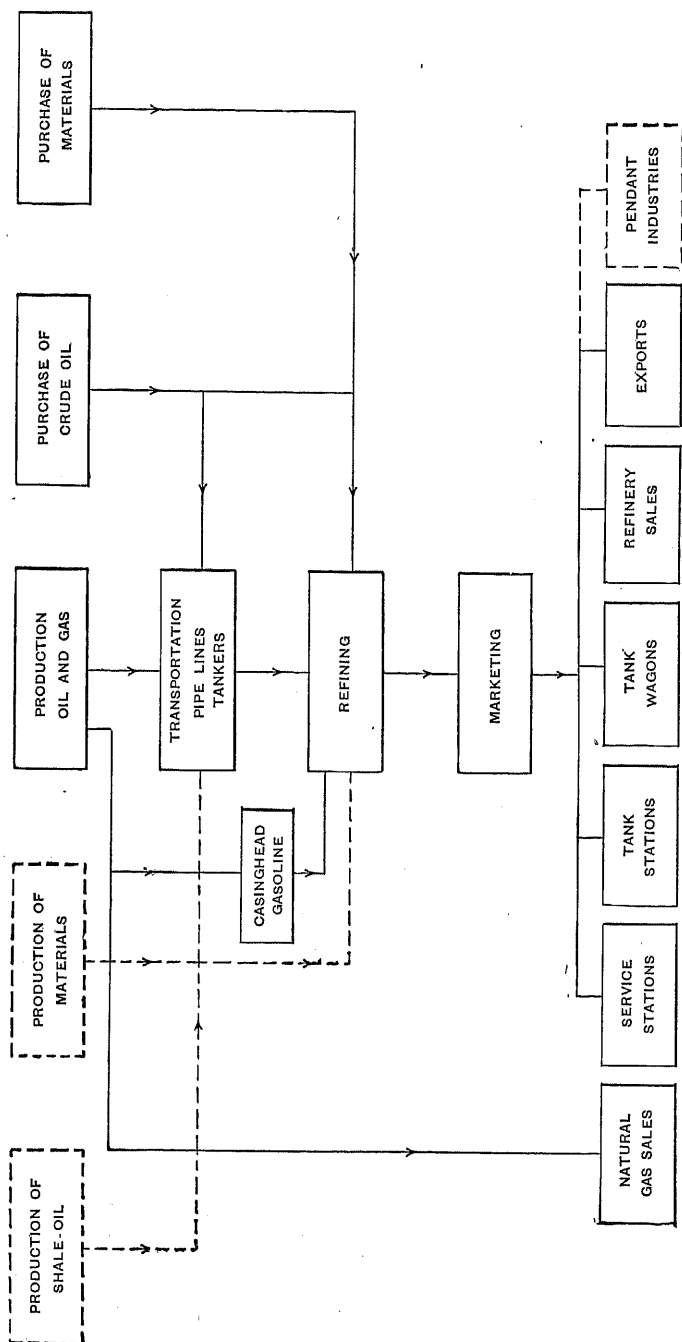 PRODUCTION OF
SHALE-OIL
PRODUCTION OF
MATERIALS
PRODUCTION
OIL AND GAS
PURCHASE OF
CRUDE OIL
PURCHASE OF
MATERIALS
TRANSPORTATION
PIPE LINES
TANKERS
CASINGHEAD
GASOLINE
REFINING
MARKETING
NATURAL
GAS SALES
SERVICE
STATIONS
TANK
STATIONS
TANK
WAGONS
REFINERY
SALES
EXPORTS
PENDANT
INDUSTRIES